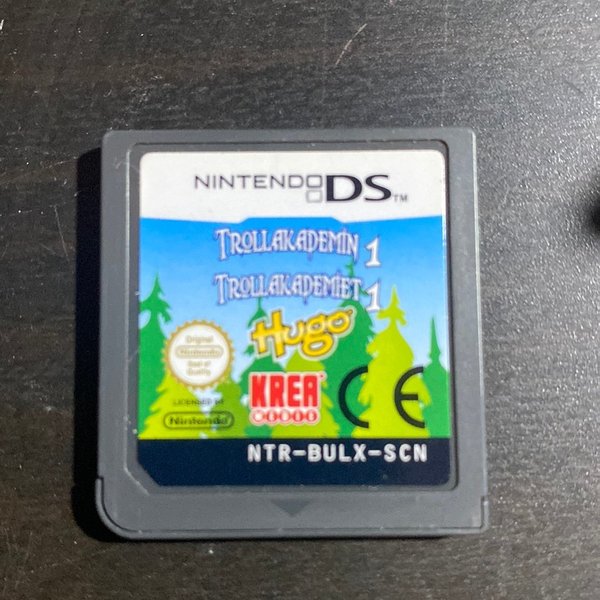 NINTENDO DS™
TROLLAKADEMIN 1
TROLLAKADEMIET 1
Hugo
Original
Nintendo
Seal of
Quality
KREA
CE
LICENSED BY
Nintendo
NTR-BULX-SCN